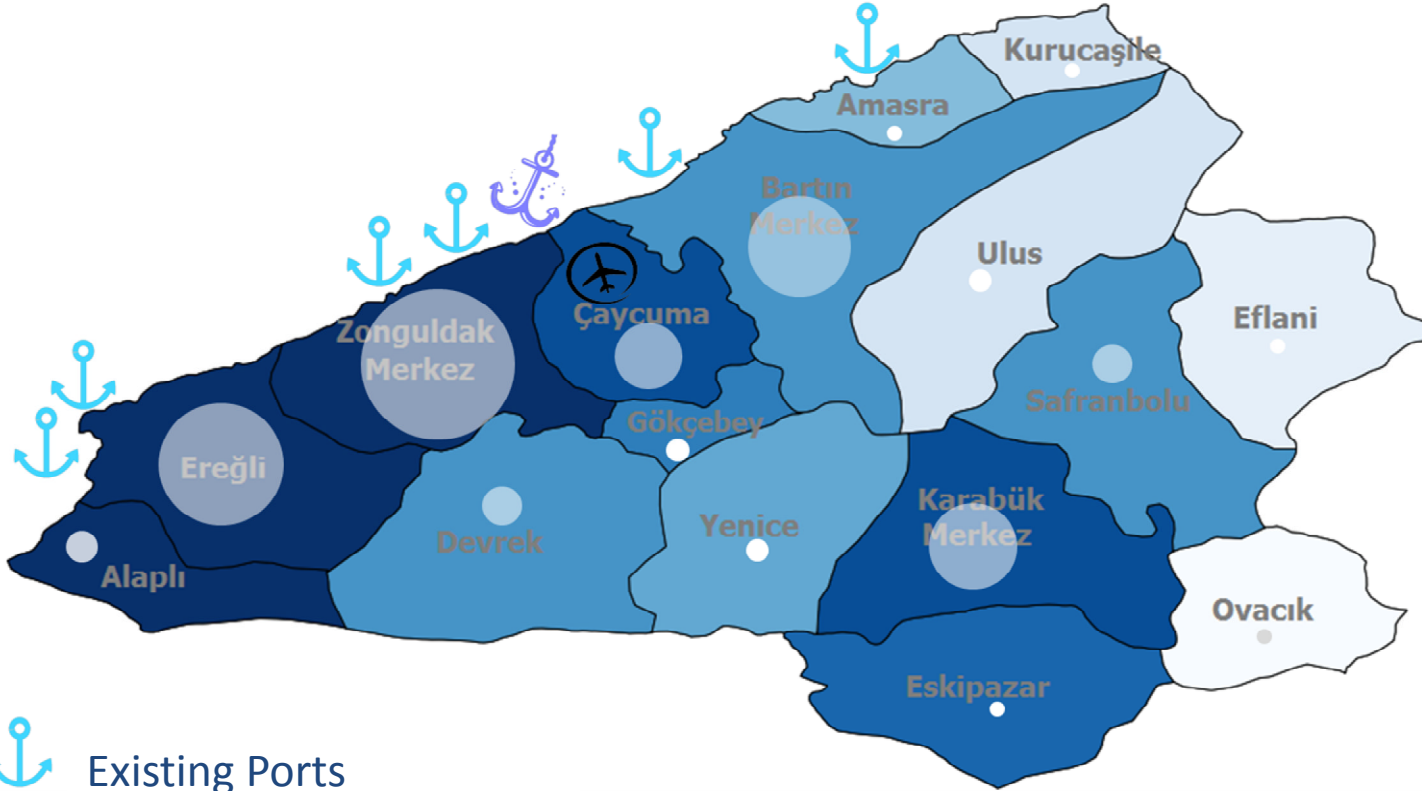 Kurucaşile
Amasra
Bartın
Merkez
Ulus
Eflani
Çaycuma
Zonguldak
Merkez
Safranbolu
Gökçebey
Ereğli
Karabük
Merkez
Yenice
Devrek
Alaplı
Ovacık
Eskipazar
Existing Ports